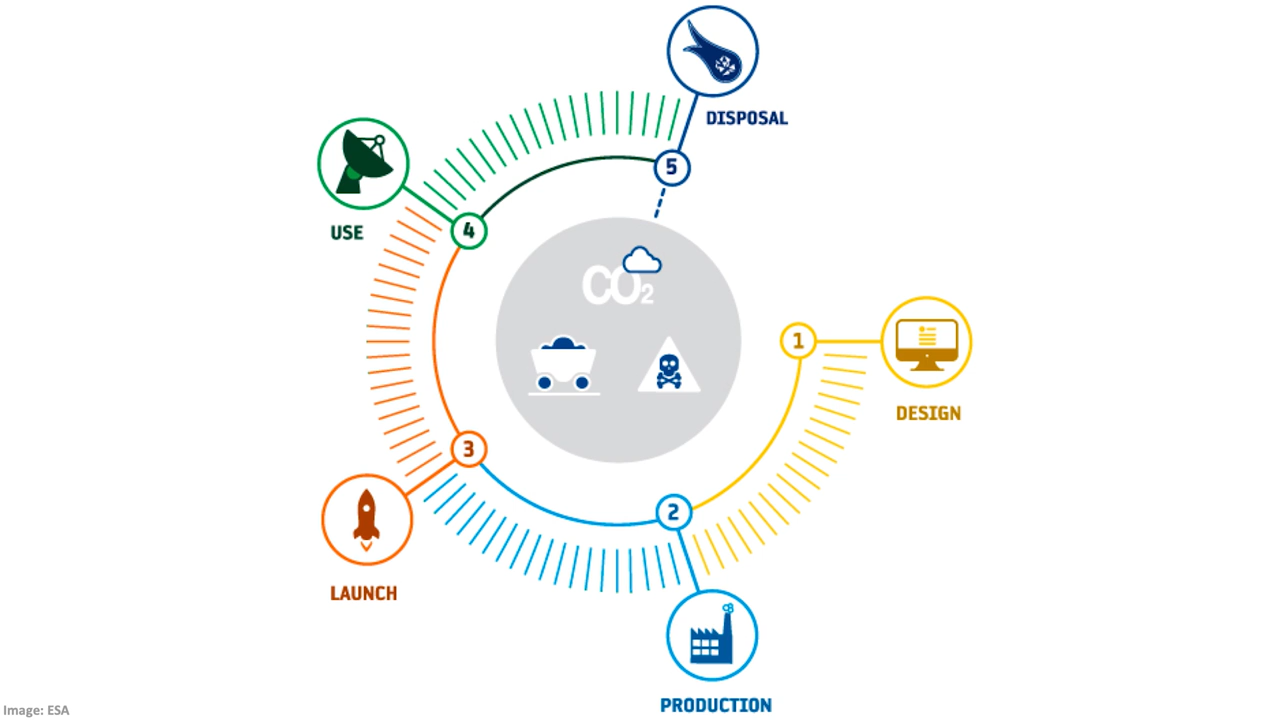 DISPOSAL
5
USE
4
CO2
1
DESIGN
3
2
LAUNCH
PRODUCTION
Image: ESA